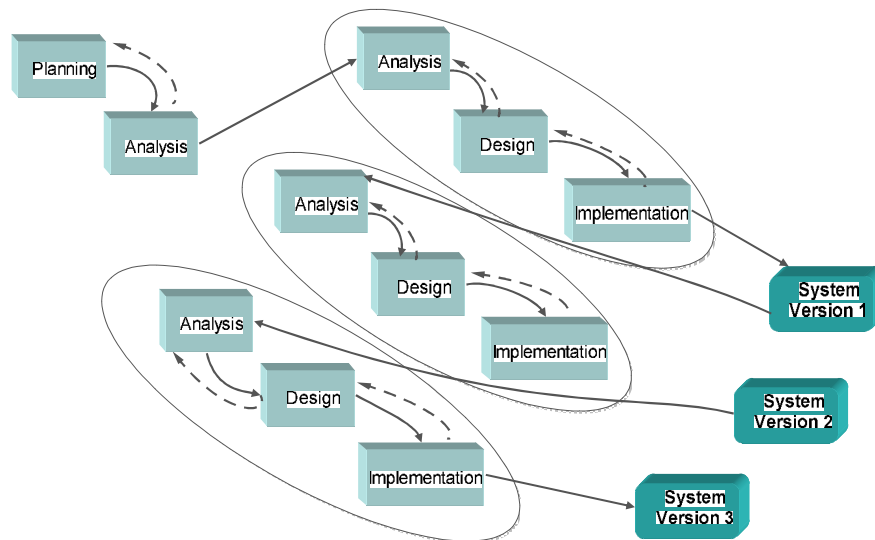 Planning
Analysis
Analysis
Design
Implementation
System
Version 1
Analysis
Design
Implementation
System
Version 2
Analysis
Design
Implementation
System
Version 3